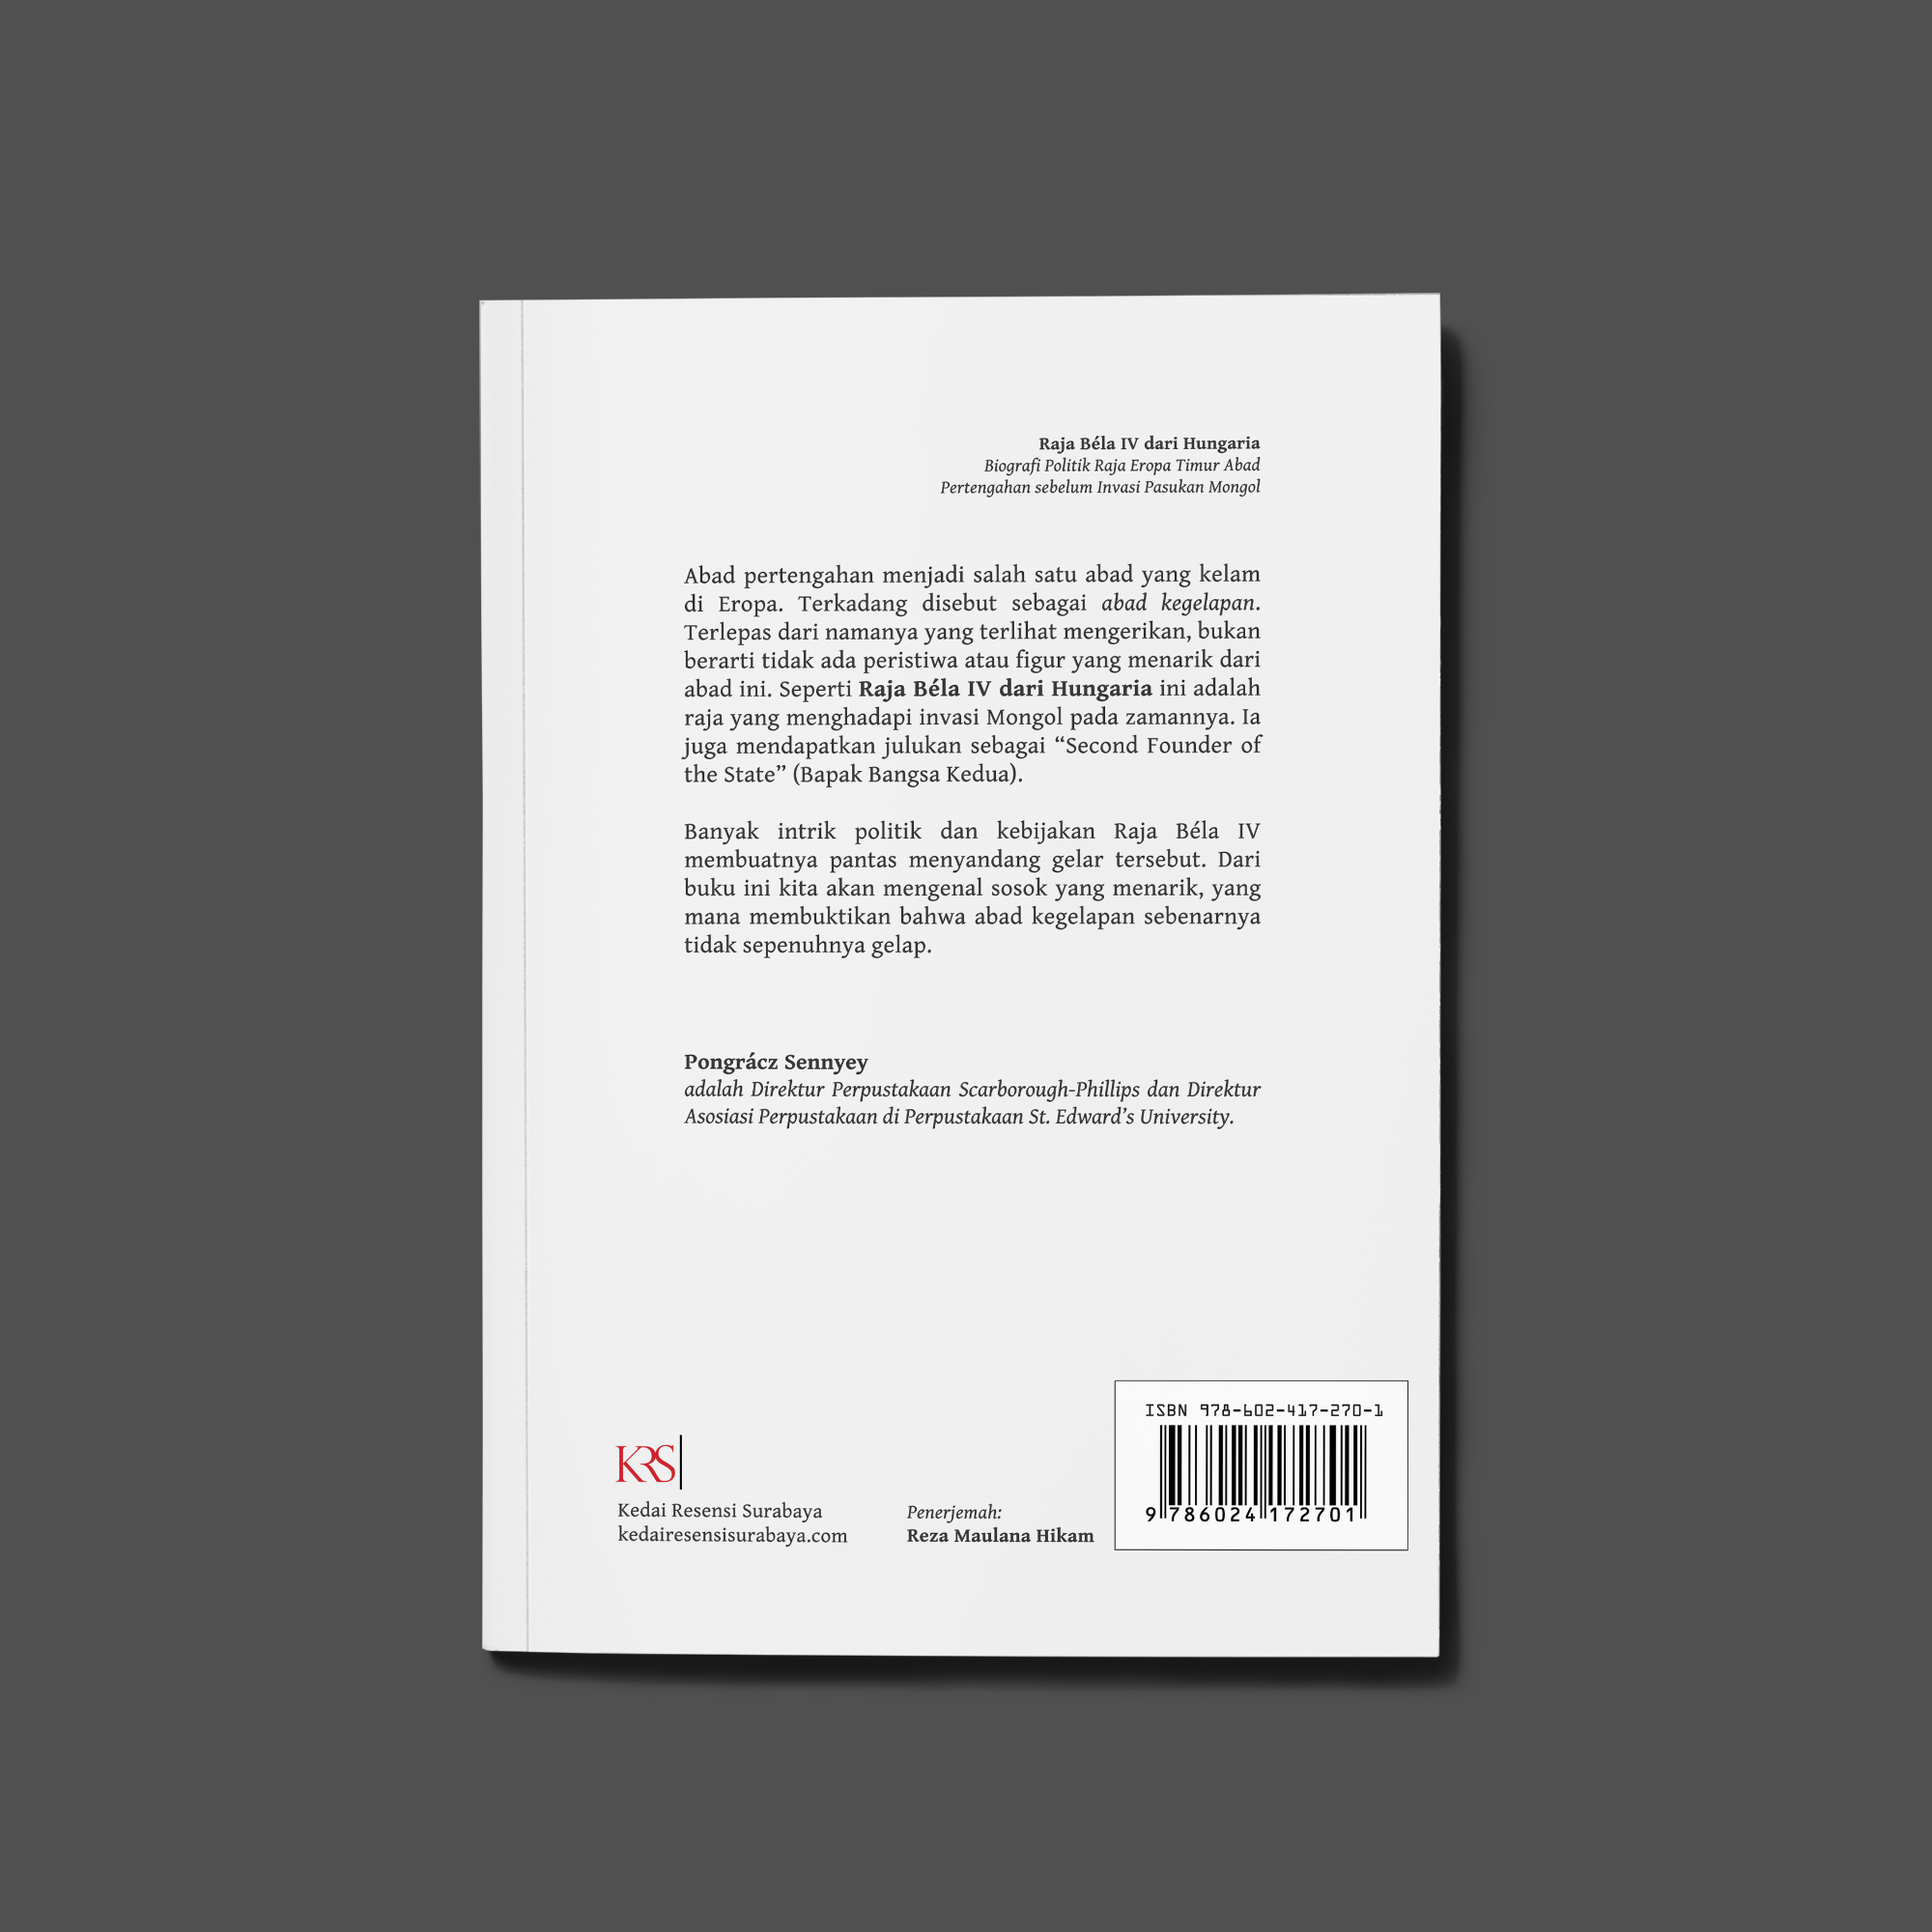 Raja Béla IV dari Hungaria
Biografi Politik Raja Eropa Timur Abad
Pertengahan sebelum Invasi Pasukan Mongol
Abad pertengahan menjadi salah satu abad yang kelam
di Eropa. Terkadang disebut sebagai abad kegelapan.
Terlepas dari namanya yang terlihat mengerikan, bukan
berarti tidak ada peristiwa atau figur yang menarik dari
abad ini. Seperti Raja Béla IV dari Hungaria ini adalah
raja yang menghadapi invasi Mongol pada zamannya. Ia
juga mendapatkan julukan sebagai “Second Founder of
the State” (Bapak Bangsa Kedua).
Banyak intrik politik dan kebijakan Raja Béla IV
membuatnya pantas menyandang gelar tersebut. Dari
buku ini kita akan mengenal sosok yang menarik, yang
mana membuktikan bahwa abad kegelapan sebenarnya
tidak sepenuhnya gelap.
Pongrácz Sennyey
adalah Direktur Perpustakaan Scarborough-Phillips dan Direktur
Asosiasi Perpustakaan di Perpustakaan St. Edward’s University.
KRS
Kedai Resensi Surabaya
kedairesensisurabaya.com
Penerjemah:
Reza Maulana Hikam
ISBN 978-602-417-270-1
9 786024 172701